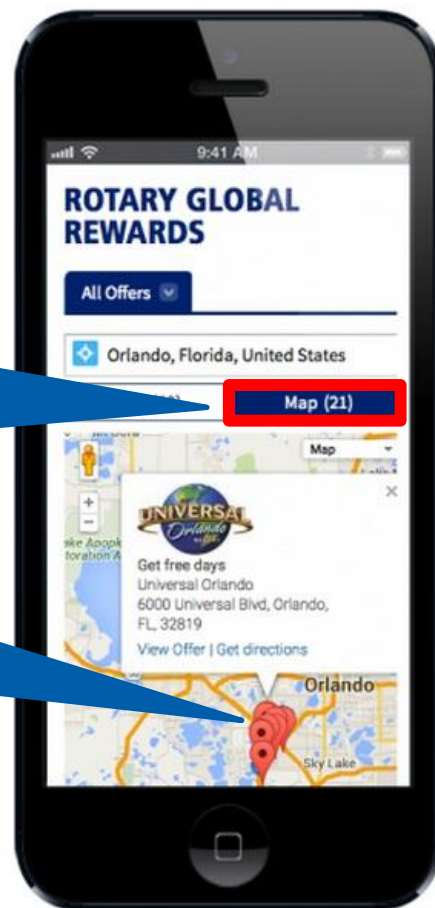 9:41 AM
ROTARY GLOBAL
REWARDS
All Offers
Orlando, Florida, United States
Map (21)
Map
UNIVERSAL
Orlando
Get free days
Universal Orlando
6000 Universal Blvd, Orlando,
FL, 32819
View Offer | Get directions
Orlando
Sky Lake